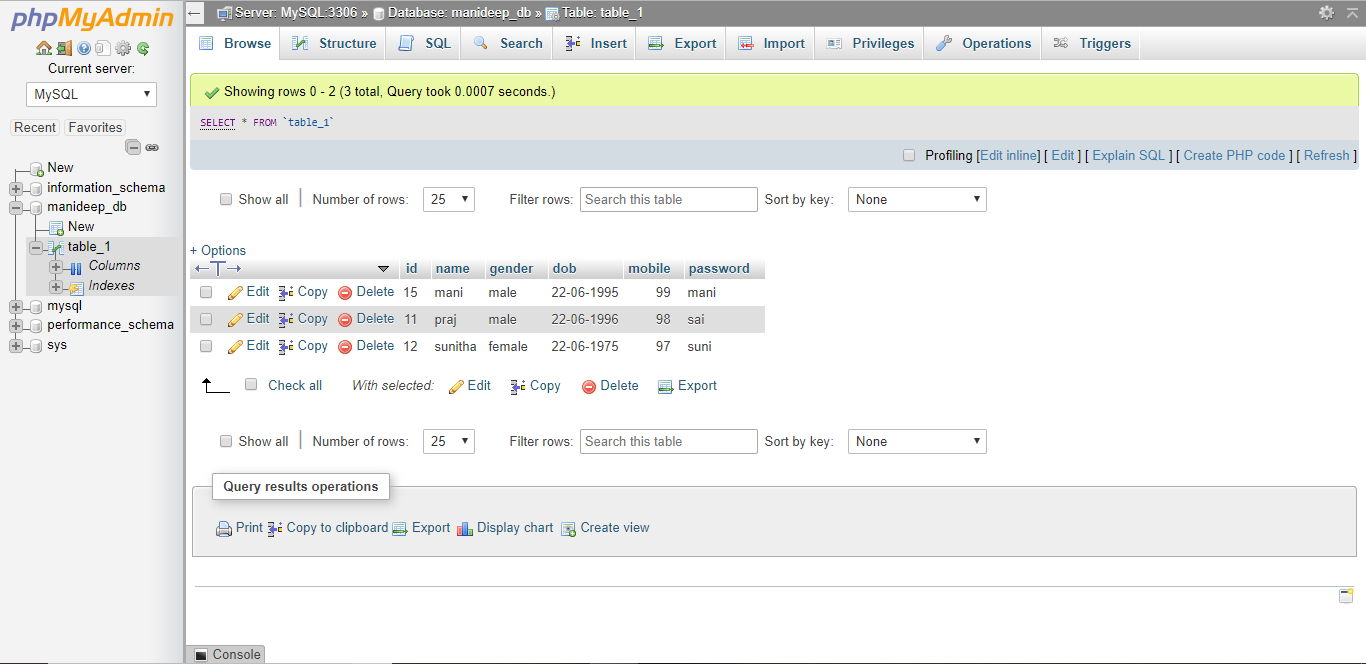 phpMyAdmin
Current server:
MySQL
Recent Favorites
New
information_schema
manideep_db
New
table_1
Columns
Indexes
mysql
performance_schema
sys
Server: MySQL:3306 » Database: manideep_db » Table: table_1
Browse Structure SQL Search Insert Export Import Privileges Operations Triggers
Showing rows 0 - 2 (3 total, Query took 0.0007 seconds.)
SELECT * FROM `table_1`
Profiling [Edit inline] [ Edit ] [ Explain SQL ] [ Create PHP code ] [ Refresh ]
Show all Number of rows: 25 Filter rows: Search this table Sort by key: None
+ Options
id name gender dob mobile password
Edit Copy Delete 15 mani male 22-06-1995 99 mani
Edit Copy Delete 11 praj male 22-06-1996 98 sai
Edit Copy Delete 12 sunitha female 22-06-1975 97 suni
Check all With selected: Edit Copy Delete Export
Show all Number of rows: 25 Filter rows: Search this table Sort by key: None
Query results operations
Print Copy to clipboard Export Display chart Create view
Console